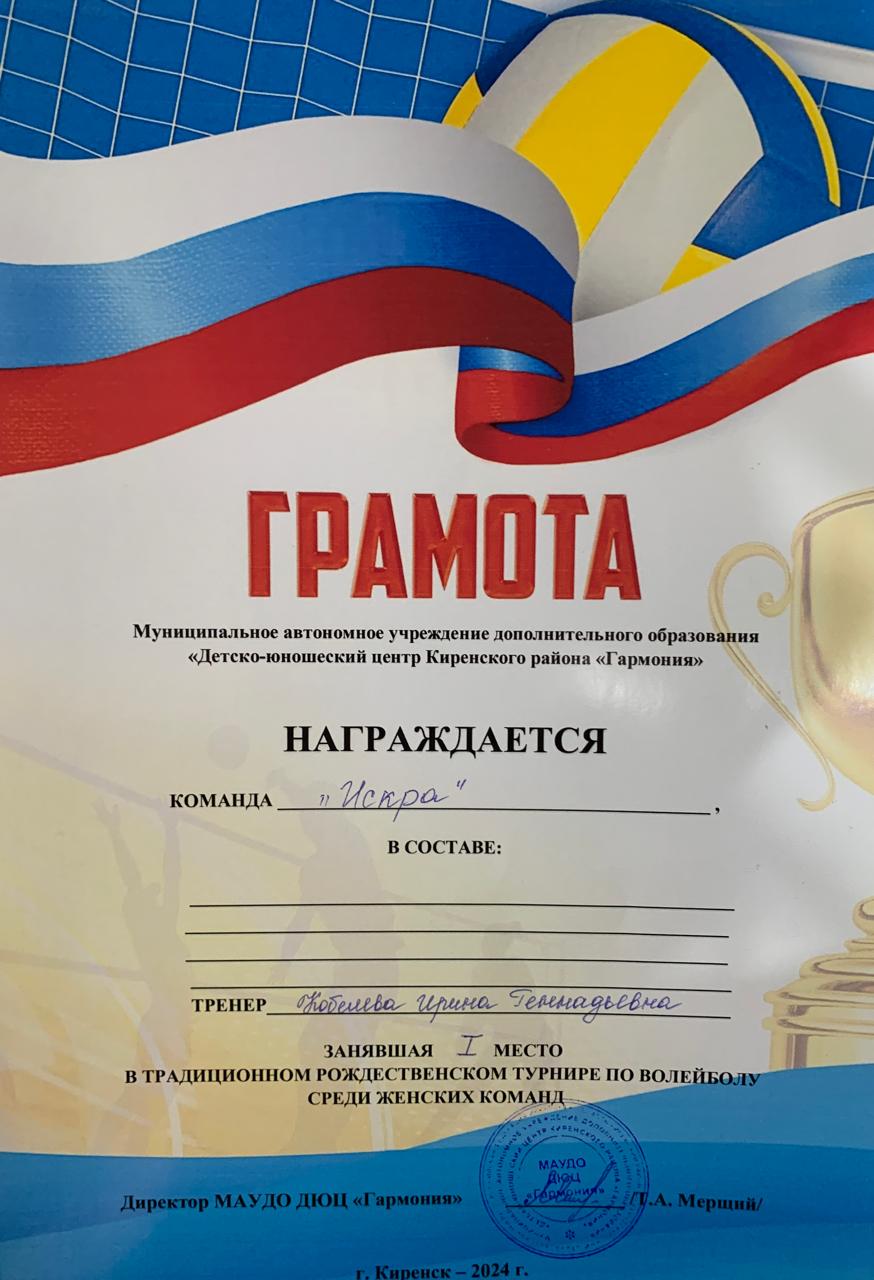 ГРАМОТА
Муниципальное автономное учреждение дополнительного образования
«Детско-юношеский центр Киренского района «Гармония»
НАГРАЖДАЕТСЯ
КОМАНДА "Искра" ,
В СОСТАВЕ:
ТРЕНЕР Кобелева Ирина Геннадьевна
ЗАНЯВШАЯ I МЕСТО
В ТРАДИЦИОННОМ РОЖДЕСТВЕНСКОМ ТУРНИРЕ ПО ВОЛЕЙБОЛУ
СРЕДИ ЖЕНСКИХ КОМАНД
МАУДО
ДЮЦ
«Гармония»
Директор МАУДО ДЮЦ «Гармония» /Т.А. Мерщий/
г. Киренск – 2024 г.